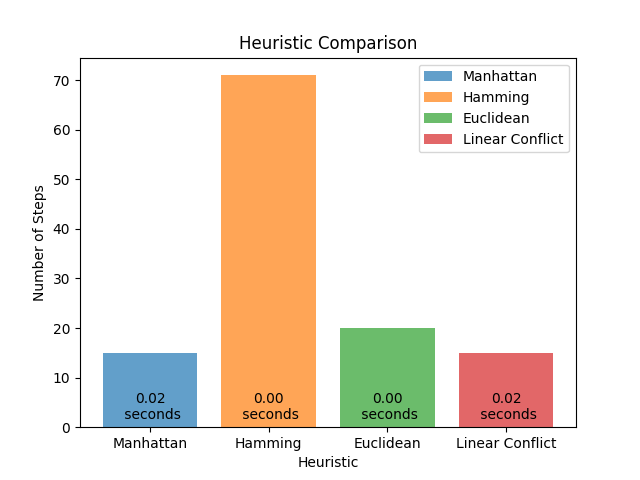 Heuristic Comparison
Number of Steps
70
60
50
40
30
20
10
0
Manhattan
Hamming
Euclidean
Linear Conflict
0.02
seconds
0.00
seconds
0.00
seconds
0.02
seconds
Manhattan
Hamming
Euclidean
Linear Conflict
Heuristic